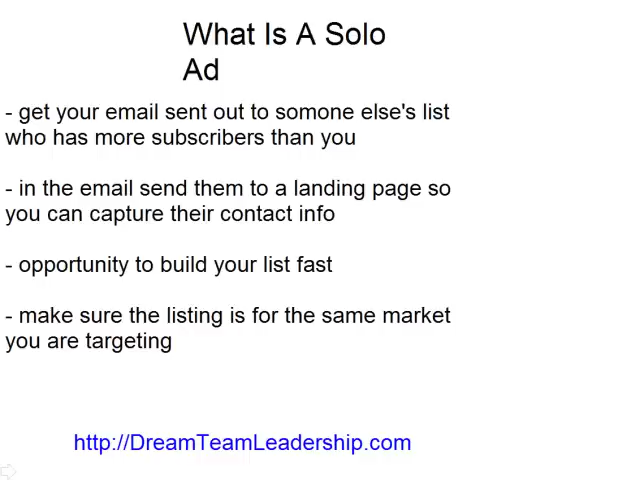 What Is A Solo
Ad
- get your email sent out to somone else's list
who has more subscribers than you
- in the email send them to a landing page so
you can capture their contact info
- opportunity to build your list fast
- make sure the listing is for the same market
you are targeting
http://DreamTeamLeadership.com